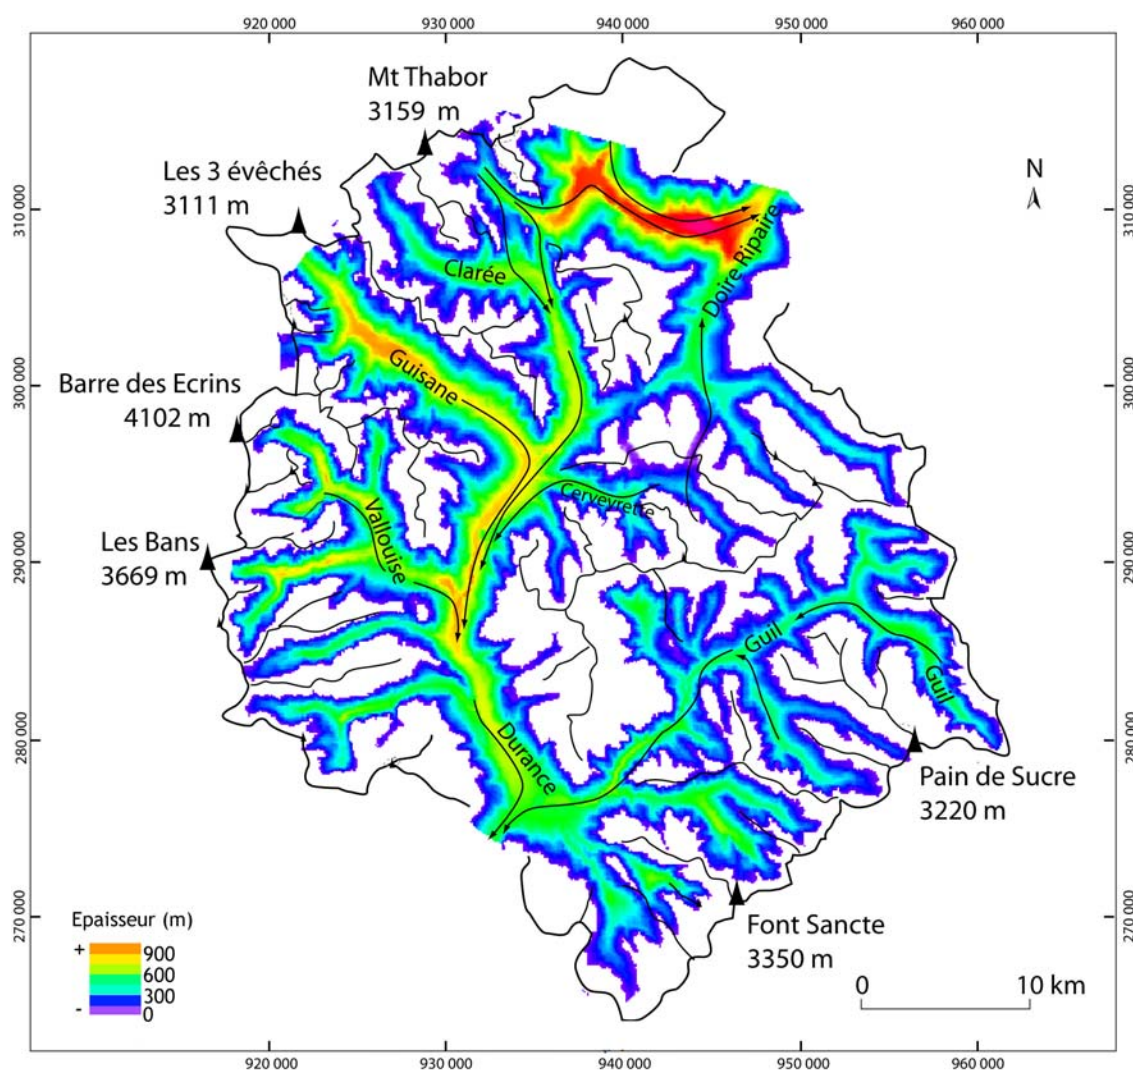 920 000 930 000 940 000 950 000 960 000
Mt Thabor
3159 m
Les 3 évêchés
3111 m
N
310 000
310 000
Clarée
Doire Ripaire
Guisane
300 000
300 000
Barre des Ecrins
4102 m
Cerveyrette
Vallouise
Les Bans
3669 m
290 000
290 000
Guil
Guil
Durance
280 000
280 000
Pain de Sucre
3220 m
270 000
270 000
Font Sancte
3350 m
Epaisseur (m)
+
900
600
300
-
0
0 10 km
920 000 930 000 940 000 950 000 960 000